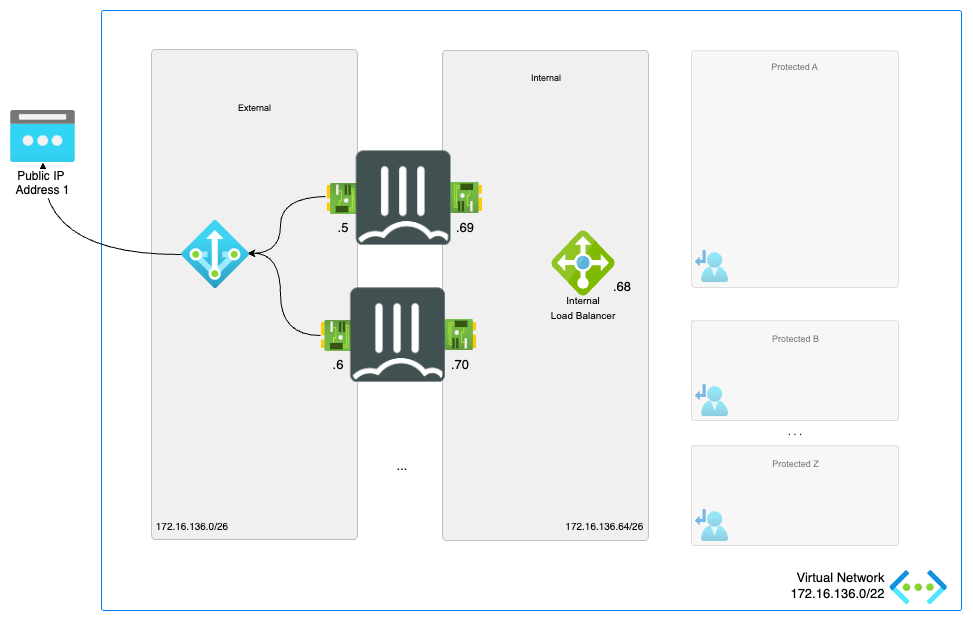 Public IP
Address 1
External
172.16.136.0/26
.5
.69
.6
.70
...
Internal
.68
Internal
Load Balancer
172.16.136.64/26
Protected A
Protected B
...
Protected Z
Virtual Network
172.16.136.0/22